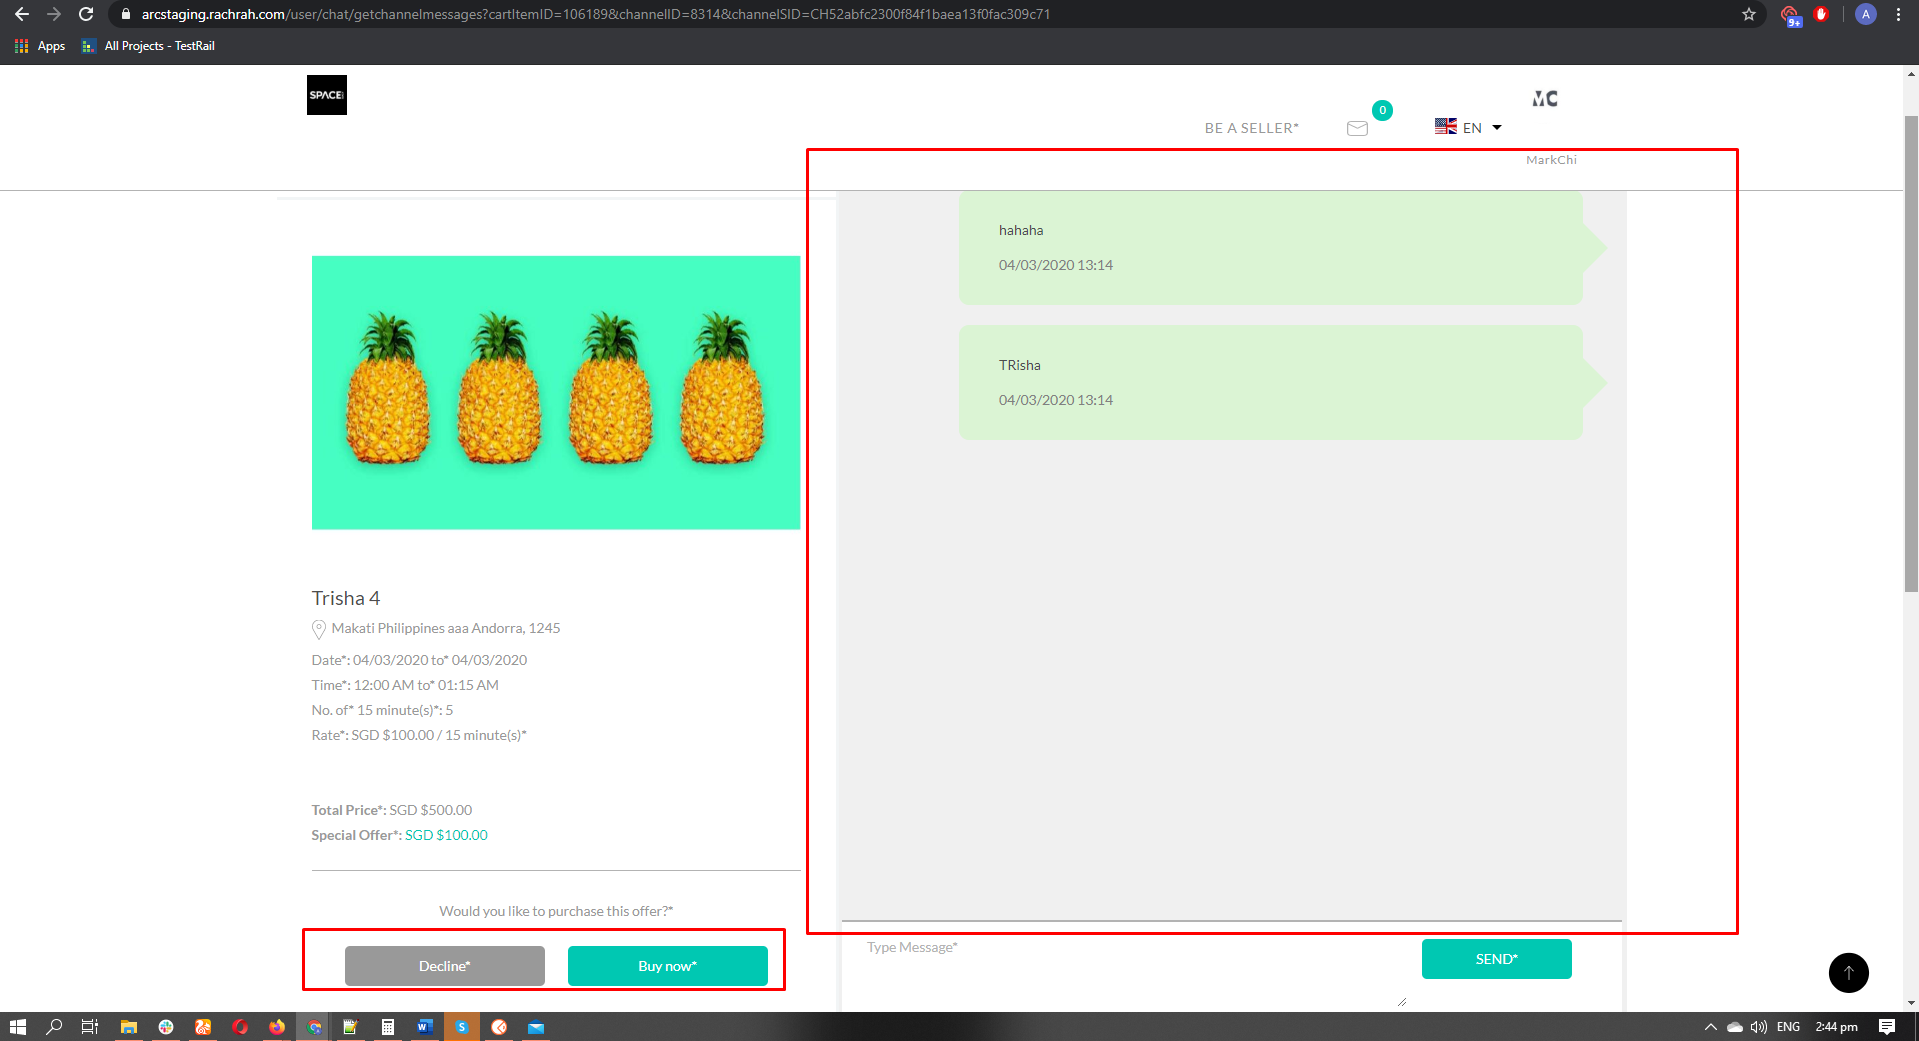 arcstaging.rachrah.com/user/chat/getchannelmessages?cartItemID=106189&channelID=8314&channelSID=CH52abfc2300f84f1baea13f0fac309c71
9+
A
Apps
All Projects - TestRail
SPACE
MC
0
BE A SELLER*
EN
MarkChi
hahaha
04/03/2020 13:14
TRisha
04/03/2020 13:14
Trisha 4
Makati Philippines aaa Andorra, 1245
Date*: 04/03/2020 to* 04/03/2020
Time*: 12:00 AM to* 01:15 AM
No. of* 15 minute(s)*: 5
Rate*: SGD $100.00 / 15 minute(s)*
Total Price*: SGD $500.00
Special Offer*: SGD $100.00
Would you like to purchase this offer?*
Decline*
Buy now*
Type Message*
SEND*
ENG
2:44 pm